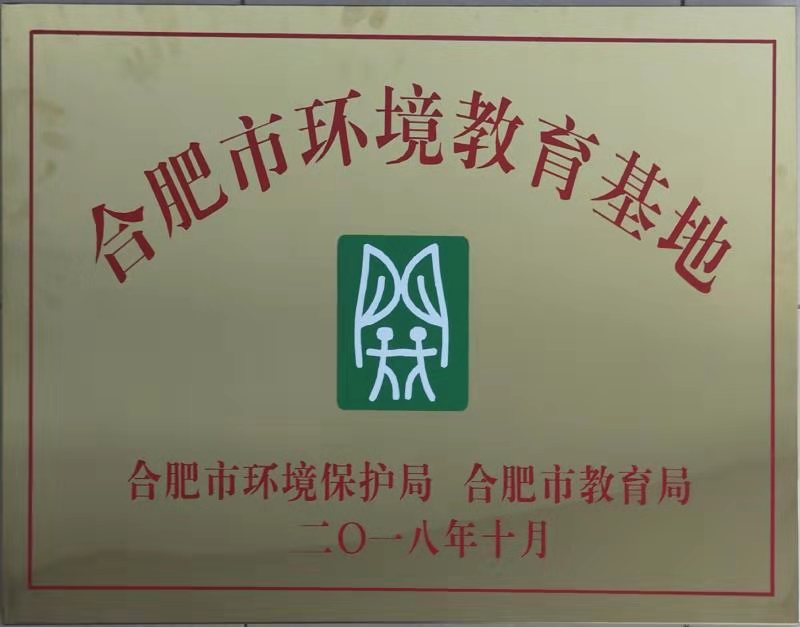 合肥市环境教育基地
合肥市环境保护局 合肥市教育局
二〇一八年十月